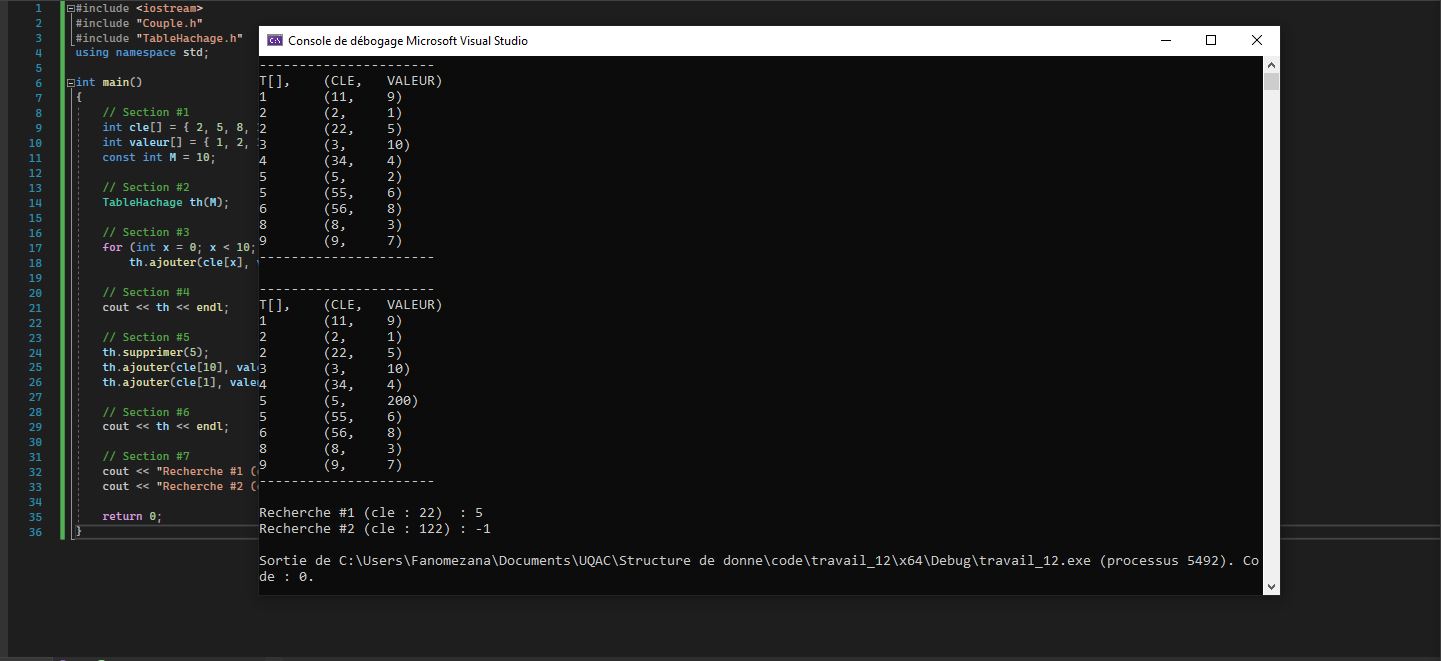 1 #include <iostream>
2 #include "Couple.h"
3 #include "TableHachage.h"
4 using namespace std;
5
6 int main()
7 {
8 // Section #1
9 int cle[] = { 2, 5, 8,
10 int valeur[] = { 1, 2,
11 const int M = 10;
12
13 // Section #2
14 TableHachage th(M);
15
16 // Section #3
17 for (int x = 0; x < 10;
18 th.ajouter(cle[x],
19
20 // Section #4
21 cout << th << endl;
22
23 // Section #5
24 th.supprimer(5);
25 th.ajouter(cle[10], val
26 th.ajouter(cle[1], vale
27
28 // Section #6
29 cout << th << endl;
30
31 // Section #7
32 cout << "Recherche #1 (
33 cout << "Recherche #2 (
34
35 return 0;
36 }
Console de débogage Microsoft Visual Studio
----------------------
T[], (CLE, VALEUR)
1 (11, 9)
2 (2, 1)
2 (22, 5)
3 (3, 10)
4 (34, 4)
5 (5, 2)
5 (55, 6)
6 (56, 8)
8 (8, 3)
9 (9, 7)
----------------------
----------------------
T[], (CLE, VALEUR)
1 (11, 9)
2 (2, 1)
2 (22, 5)
3 (3, 10)
4 (34, 4)
5 (5, 200)
5 (55, 6)
6 (56, 8)
8 (8, 3)
9 (9, 7)
----------------------
Recherche #1 (cle : 22) : 5
Recherche #2 (cle : 122) : -1
Sortie de C:\Users\Fanomezana\Documents\UQAC\Structure de donne\code\travail_12\x64\Debug\travail_12.exe (processus 5492). Co
de : 0.